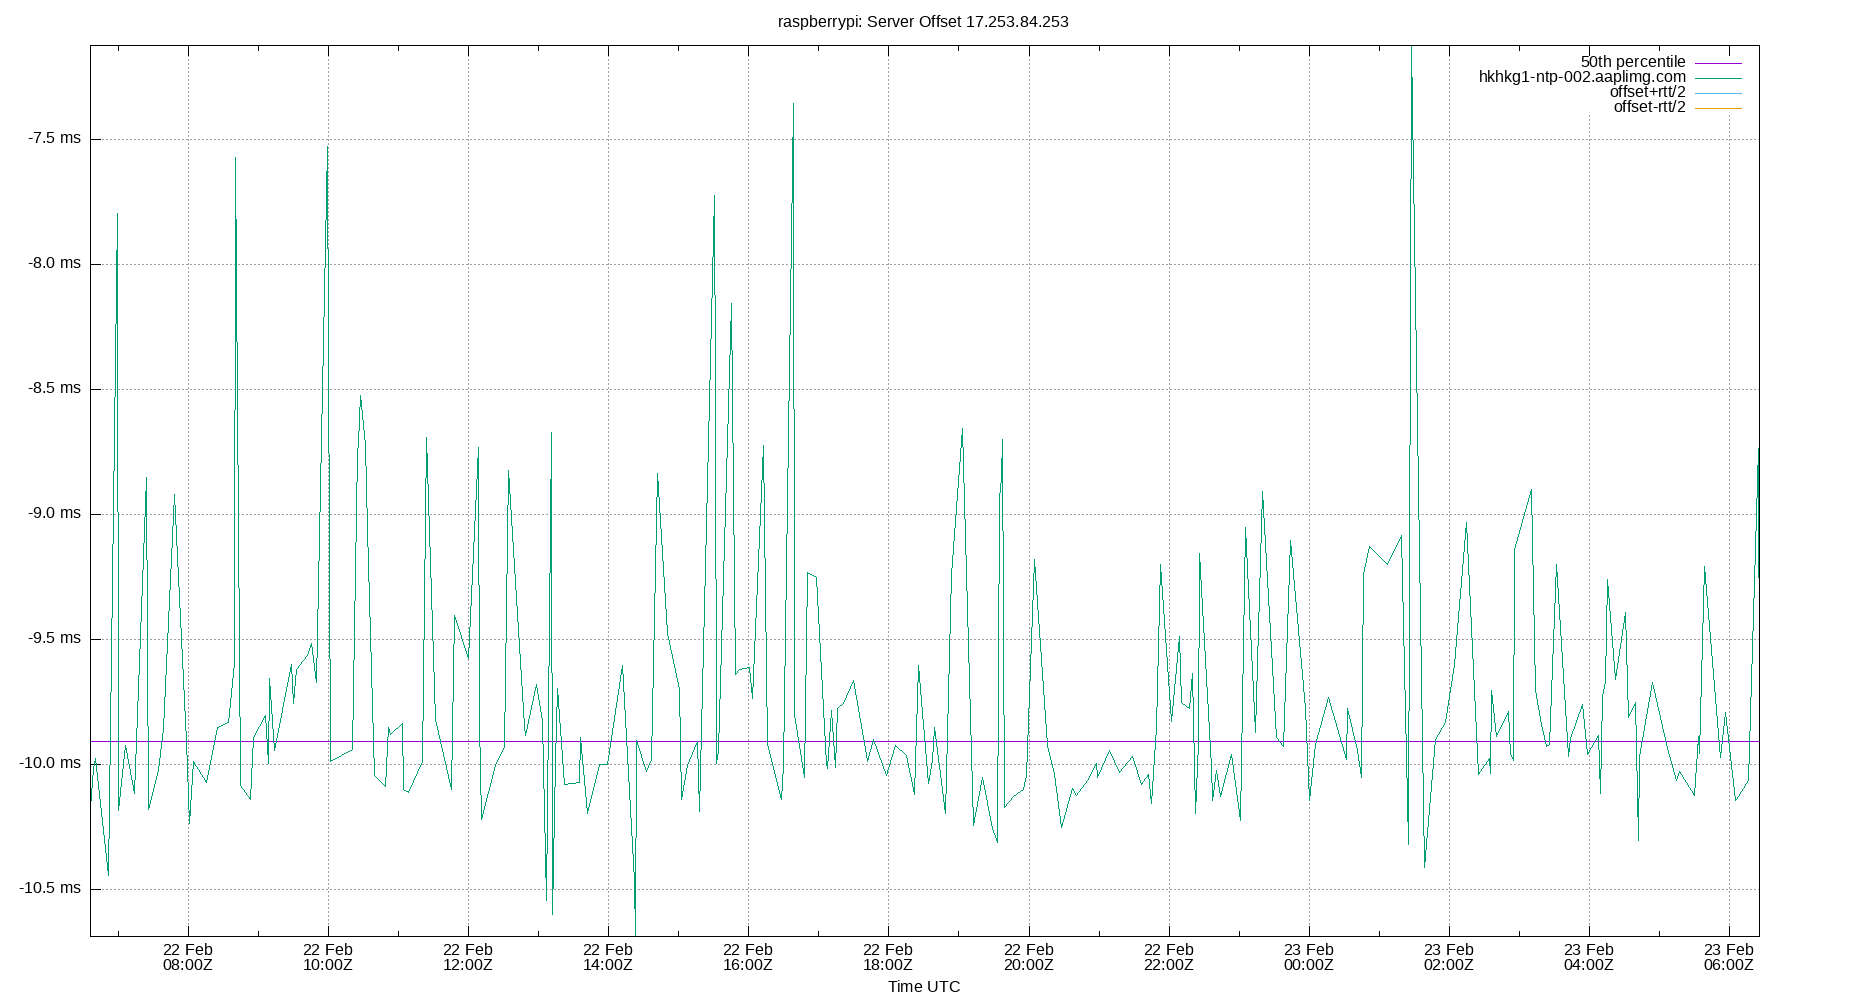 raspberrypi: Server Offset 17.253.84.253
50th percentile
hkhkg1-ntp-002.aaplimg.com
offset+rtt/2
offset-rtt/2
-7.5 ms
-8.0 ms
-8.5 ms
-9.0 ms
-9.5 ms
-10.0 ms
-10.5 ms
22 Feb 22 Feb 22 Feb 22 Feb 22 Feb 22 Feb 22 Feb 22 Feb 23 Feb 23 Feb 23 Feb 23 Feb
08:00Z 10:00Z 12:00Z 14:00Z 16:00Z 18:00Z 20:00Z 22:00Z 00:00Z 02:00Z 04:00Z 06:00Z
Time UTC